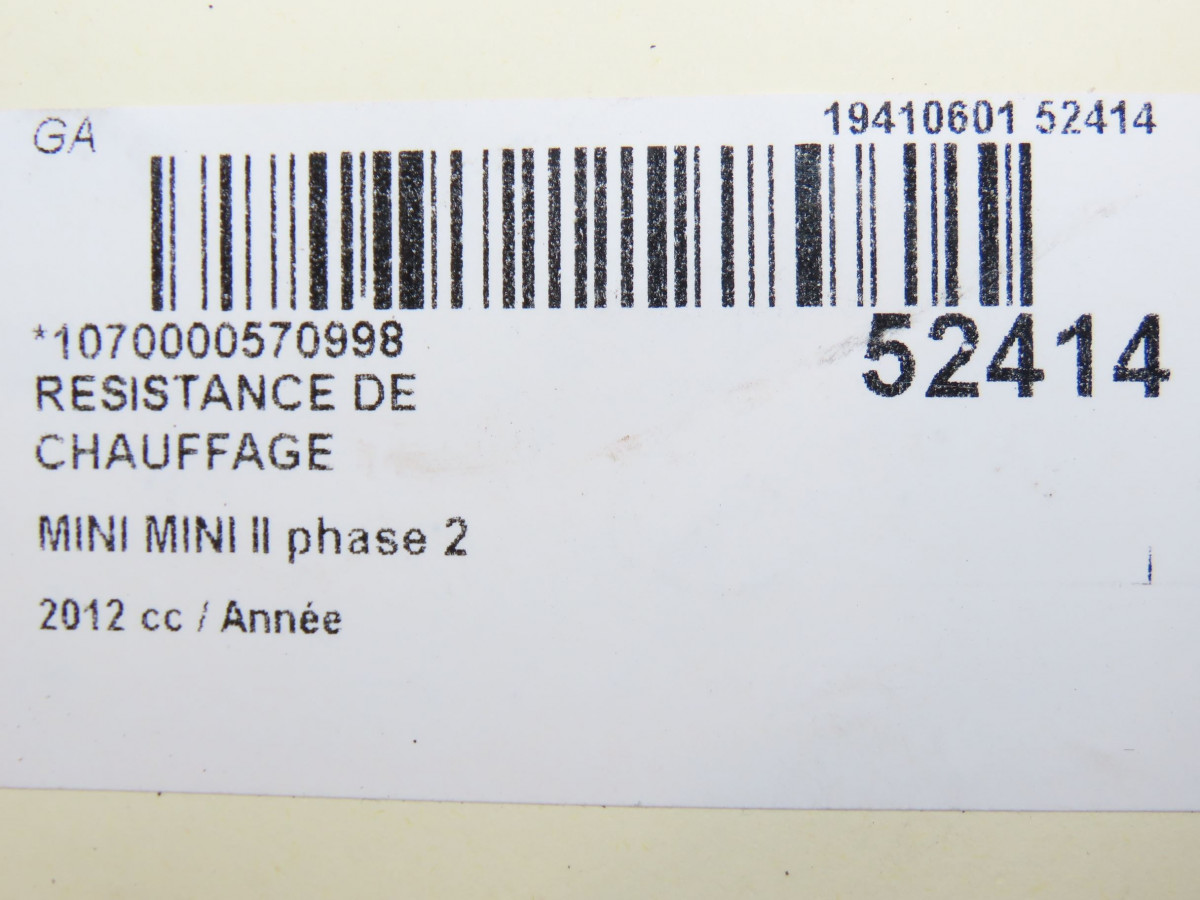 GA
19410601 52414
*1070000570998
52414
RESISTANCE DE
CHAUFFAGE
MINI MINI II phase 2
2012 cc / Année